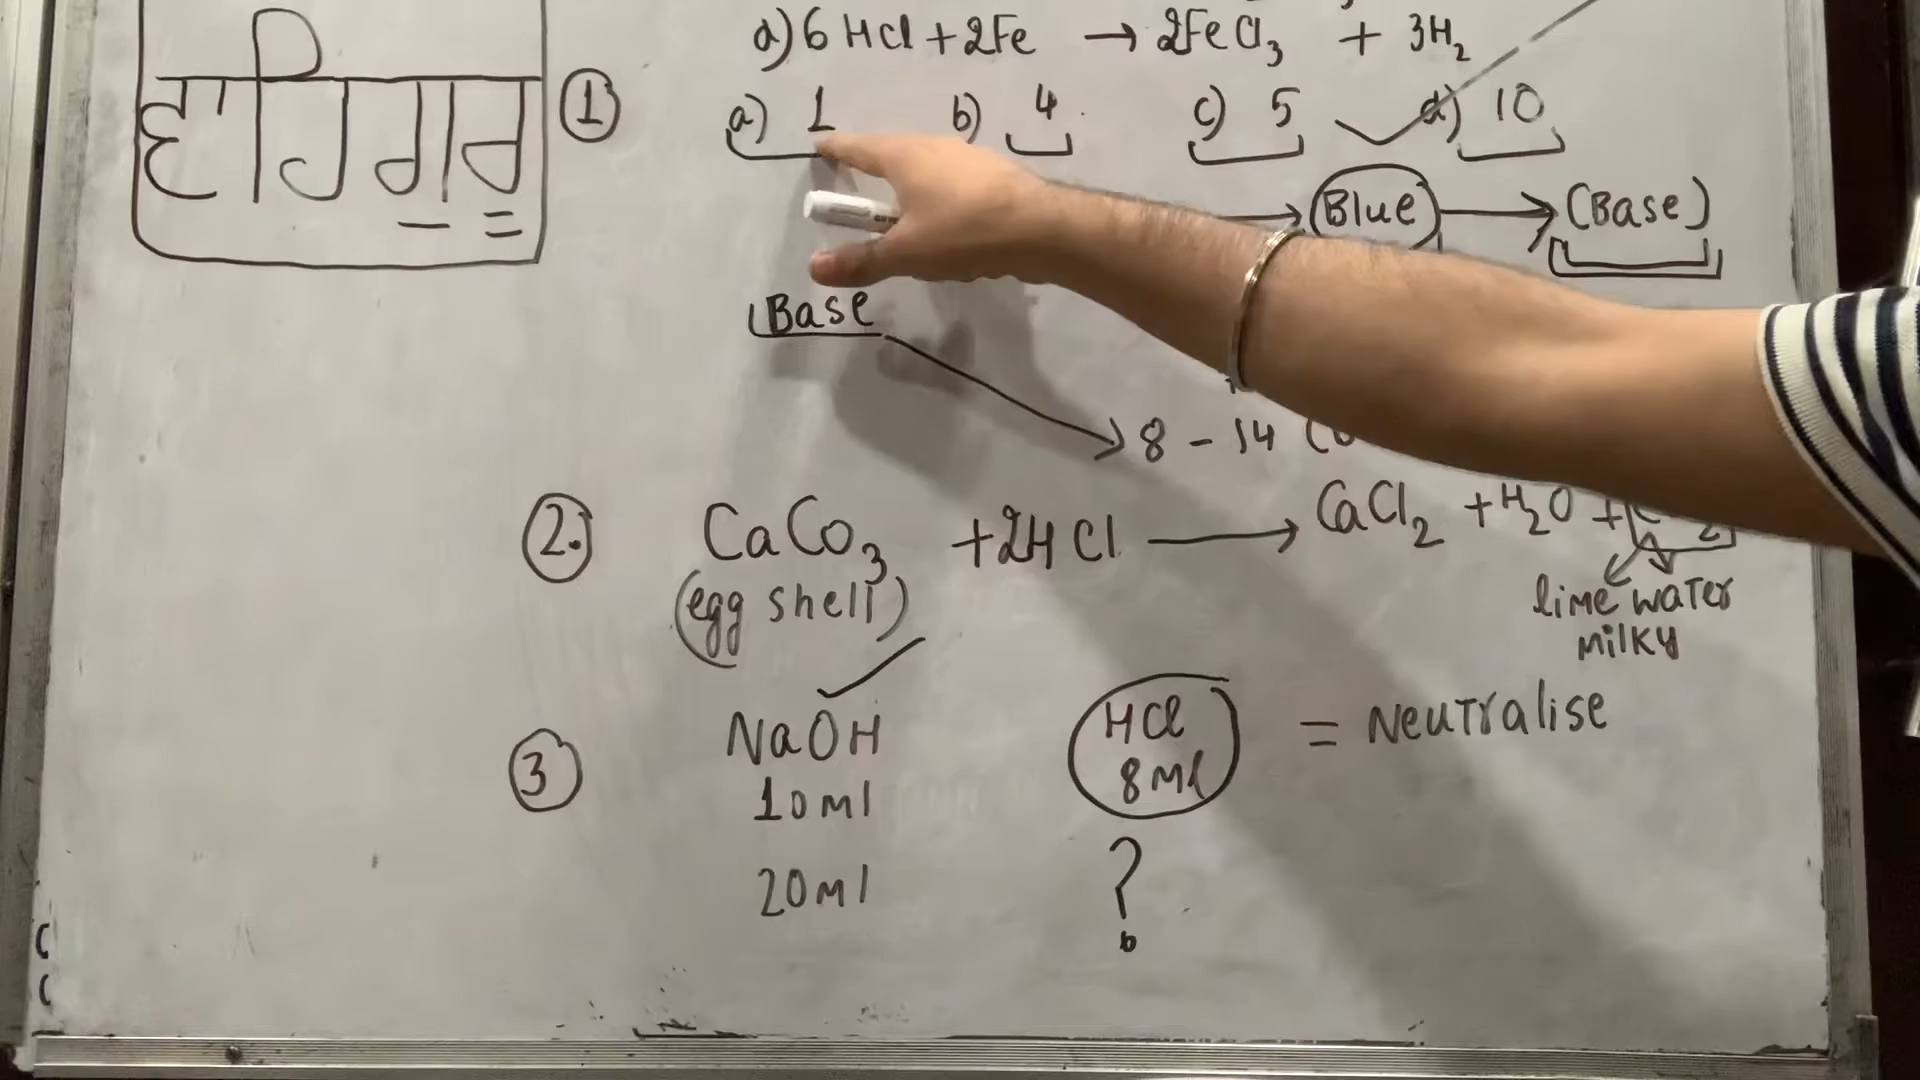 ਵਾਹਿਗੁਰੂ
d) 6 HCl + 2Fe → 2FeCl3 + 3H2
① a) 1 b) 4 c) 5 d) 10
→ Blue → (Base)
Base
→ 8 - 14
2. CaCo3 + 2HCl → CaCl2 + H2O +
(egg shell)
lime water
milky
③ NaOH HCl = Neutralise
10ml 8ml
20ml ?